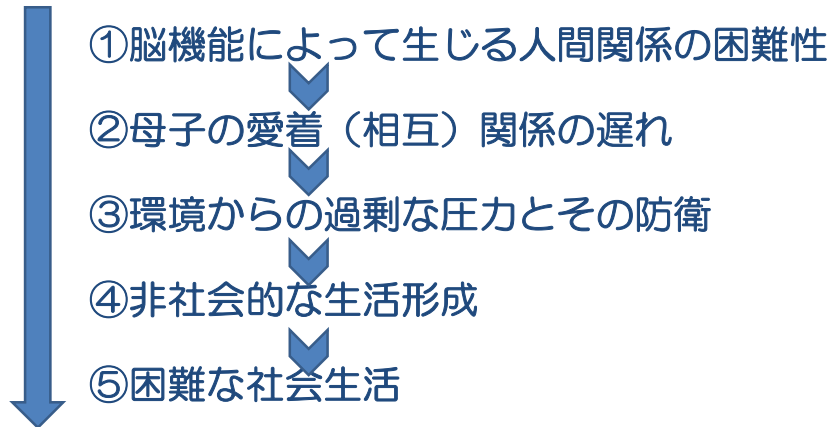 ①脳機能によって生じる人間関係の困難性
②母子の愛着（相互）関係の遅れ
③環境からの過剰な圧力とその防衛
④非社会的な生活形成
⑤困難な社会生活